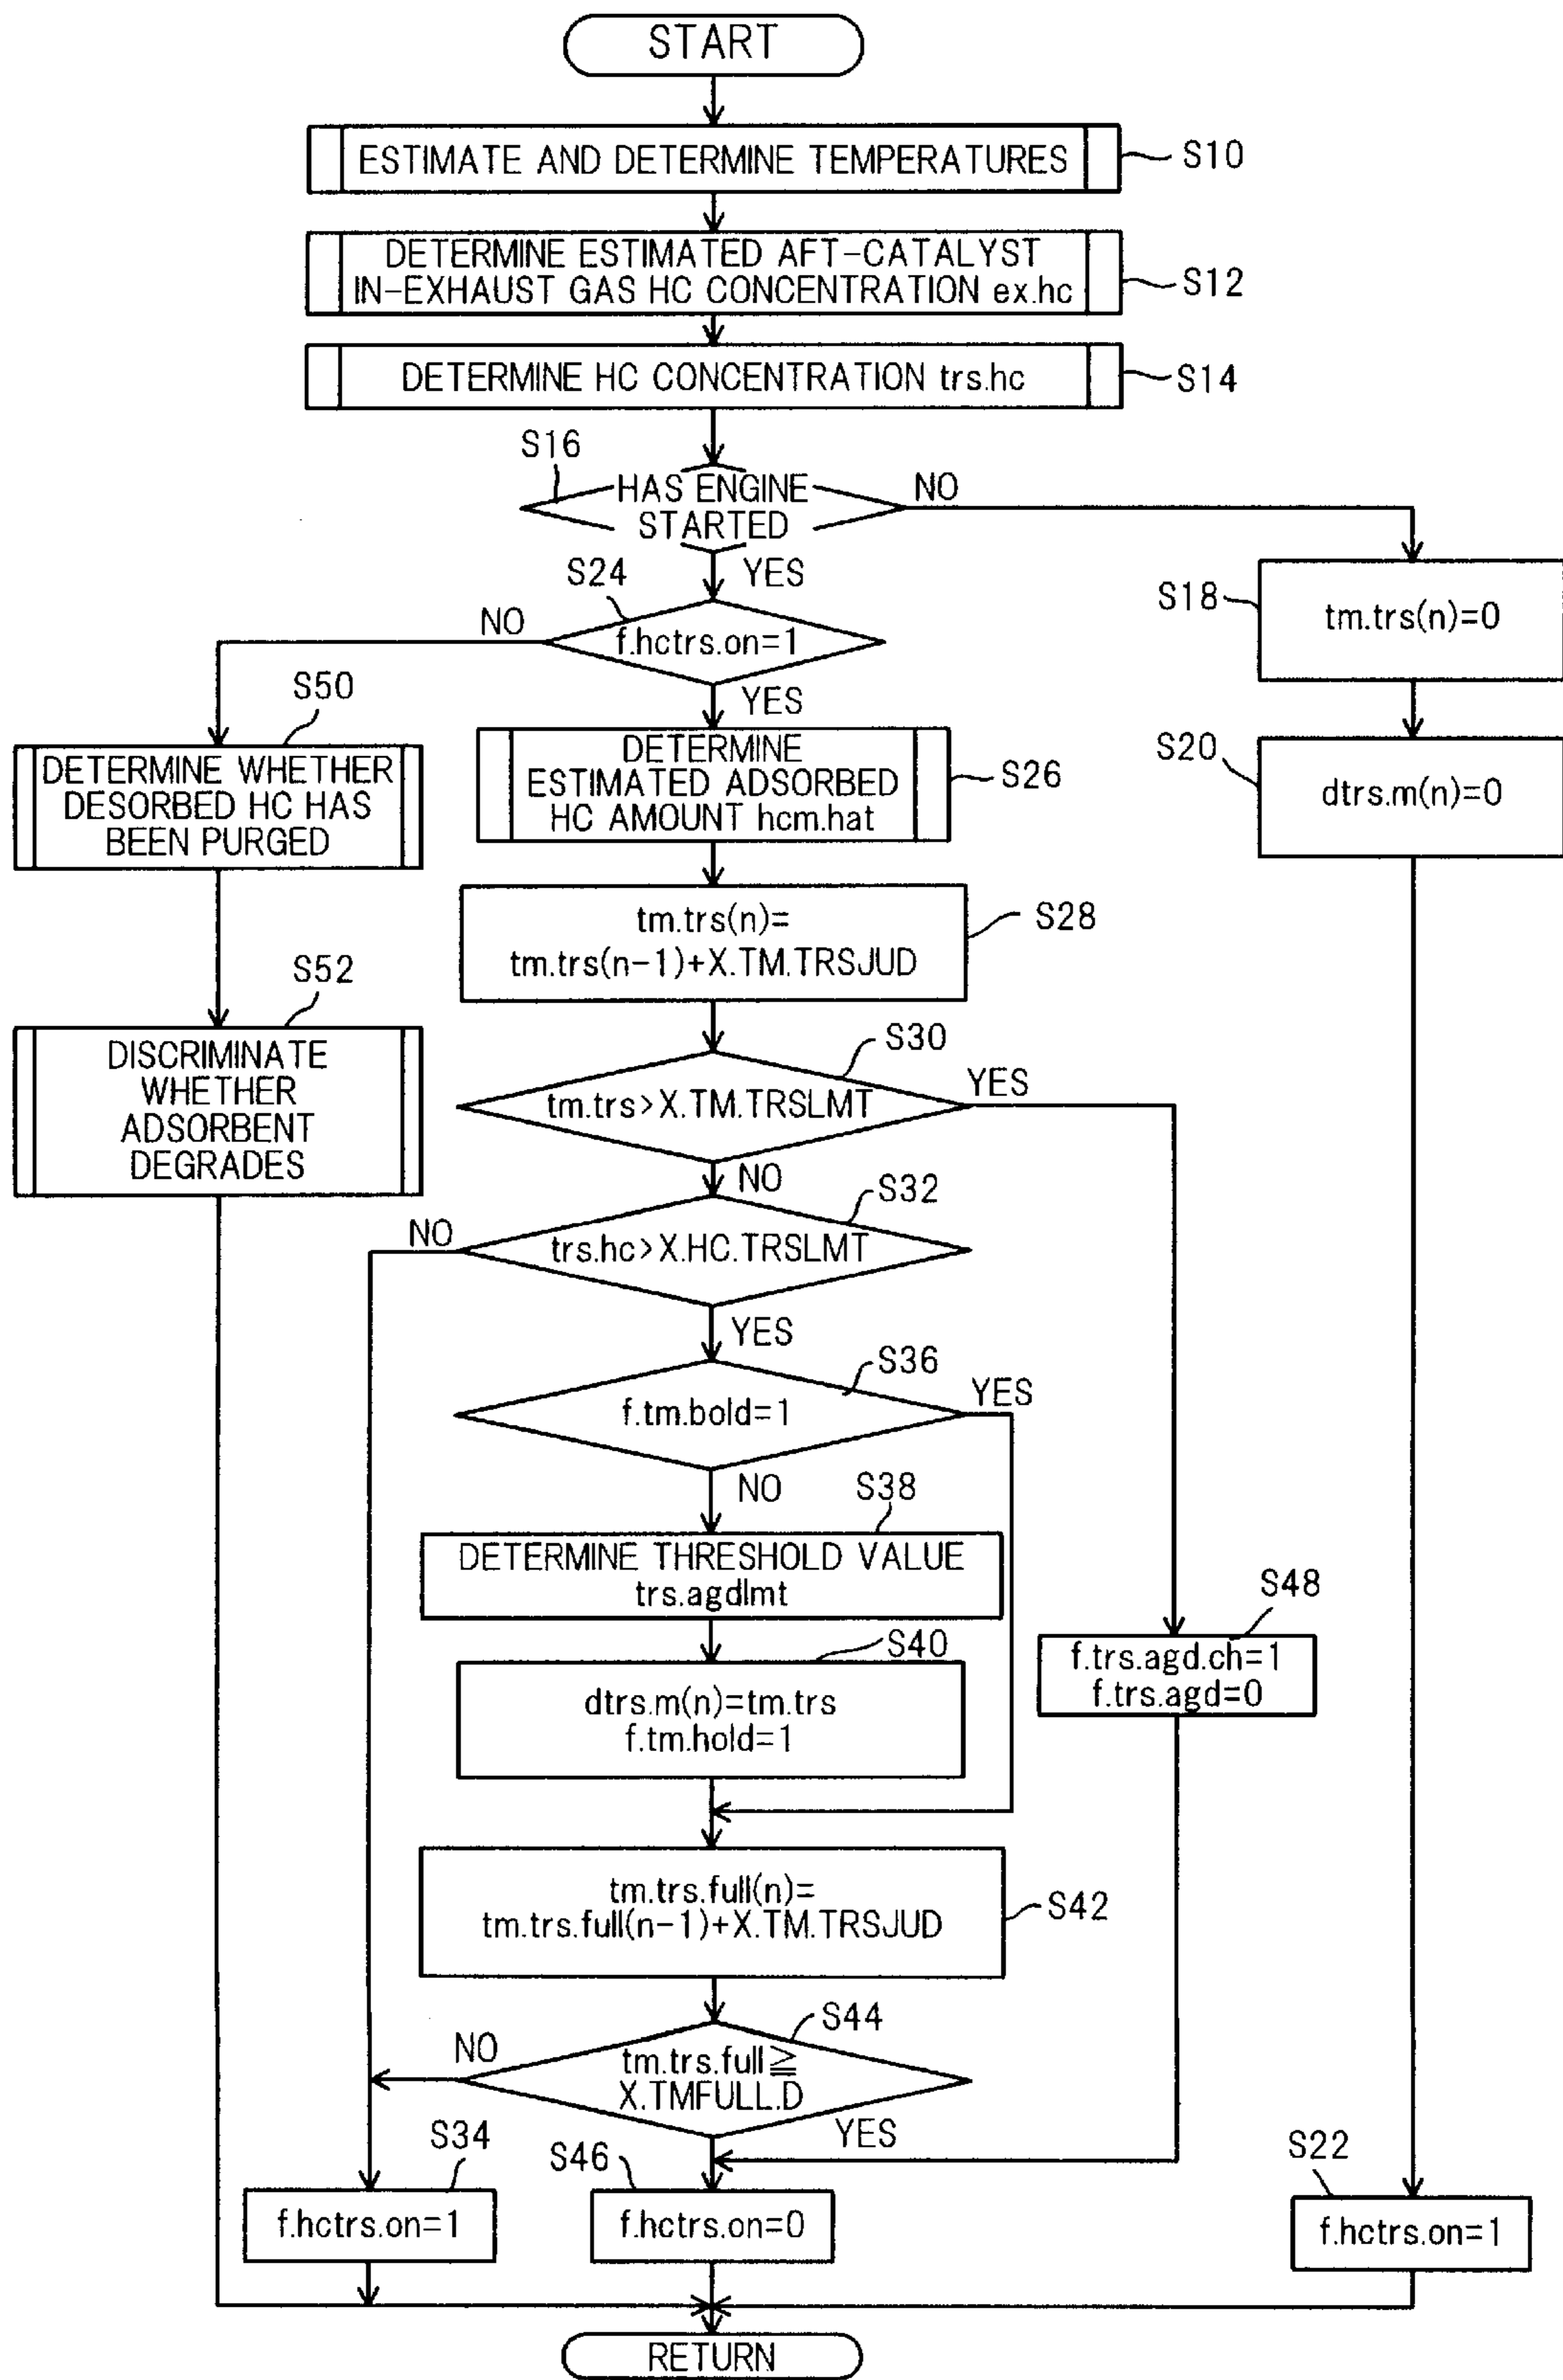 START
ESTIMATE AND DETERMINE TEMPERATURES
S10
DETERMINE ESTIMATED AFT-CATALYST
IN-EXHAUST GAS HC CONCENTRATION ex.hc
S12
DETERMINE HC CONCENTRATION trs.hc
S14
S16
HAS ENGINE
STARTED
NO
YES
S18
tm.trs(n)=0
S20
dtrs.m(n)=0
S24
NO
f.hctrs.on=1
YES
S50
DETERMINE WHETHER
DESORBED HC HAS
BEEN PURGED
DETERMINE
ESTIMATED ADSORBED
HC AMOUNT hcm.hat
S26
tm.trs(n)=
tm.trs(n-1)+X.TM.TRSJUD
S28
S52
DISCRIMINATE
WHETHER
ADSORBENT
DEGRADES
S30
tm.trs>X.TM.TRSLMT
YES
NO
S32
NO
trs.hc>X.HC.TRSLMT
YES
S36
f.tm.bold=1
YES
NO
S38
DETERMINE THRESHOLD VALUE
trs.agdlmt
S40
dtrs.m(n)=tm.trs
f.tm.hold=1
S48
f.trs.agd.ch=1
f.trs.agd=0
tm.trs.full(n)=
tm.trs.full(n-1)+X.TM.TRSJUD
S42
S44
NO
tm.trs.full≧
X.TMFULL.D
YES
S34
f.hctrs.on=1
S46
f.hctrs.on=0
S22
f.hctrs.on=1
RETURN